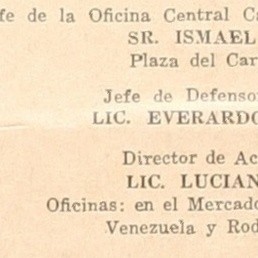 fe de la Oficina Central Ca
SR. ISMAEL
Plaza del Car
Jefe de Defenso
LIC. EVERARDO
Director de Ac
LIC. LUCIAN
Oficinas: en el Mercado
Venezuela y Rod